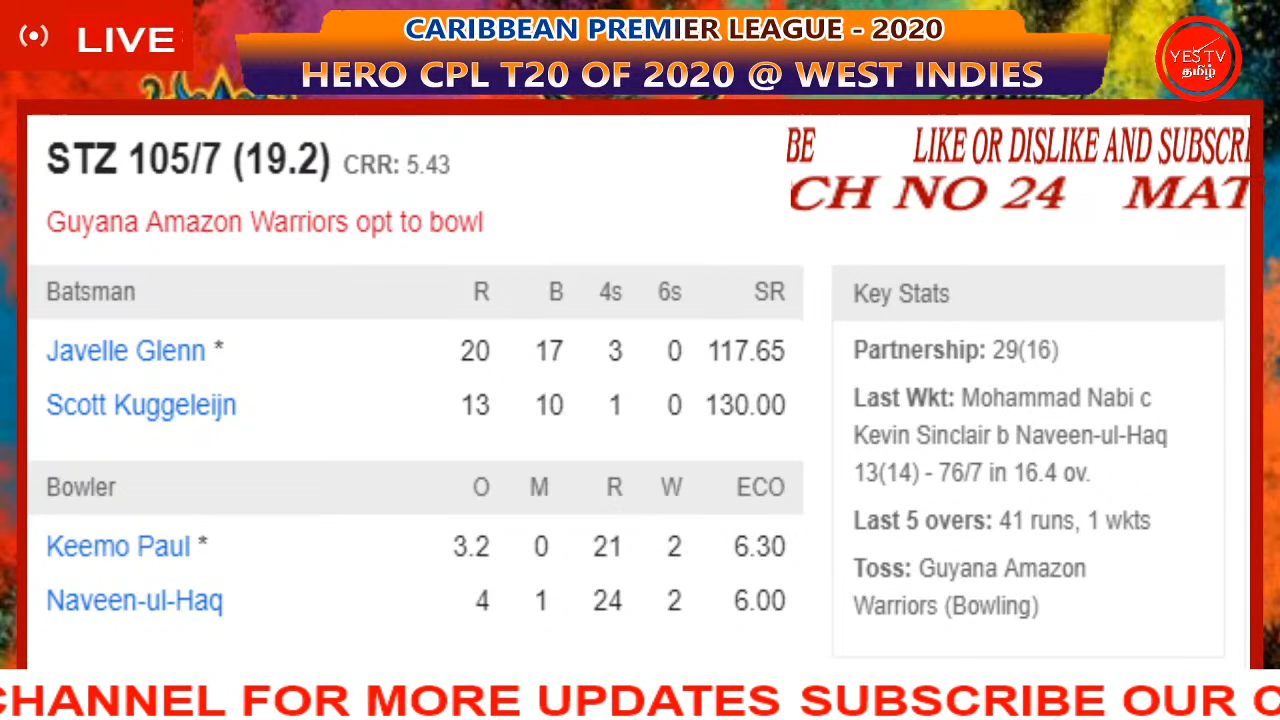 LIVE
CARIBBEAN PREMIER LEAGUE - 2020
HERO CPL T20 OF 2020 @ WEST INDIES
YES TV
தமிழ்
STZ 105/7 (19.2) CRR: 5.43
BE LIKE OR DISLIKE AND SUBSCRI
CH NO 24 MAT
Guyana Amazon Warriors opt to bowl
Batsman R B 4s 6s SR
Javelle Glenn * 20 17 3 0 117.65
Scott Kuggeleijn 13 10 1 0 130.00
Bowler O M R W ECO
Keemo Paul * 3.2 0 21 2 6.30
Naveen-ul-Haq 4 1 24 2 6.00
Key Stats
Partnership: 29(16)
Last Wkt: Mohammad Nabi c
Kevin Sinclair b Naveen-ul-Haq
13(14) - 76/7 in 16.4 ov.
Last 5 overs: 41 runs, 1 wkts
Toss: Guyana Amazon
Warriors (Bowling)
CHANNEL FOR MORE UPDATES SUBSCRIBE OUR C